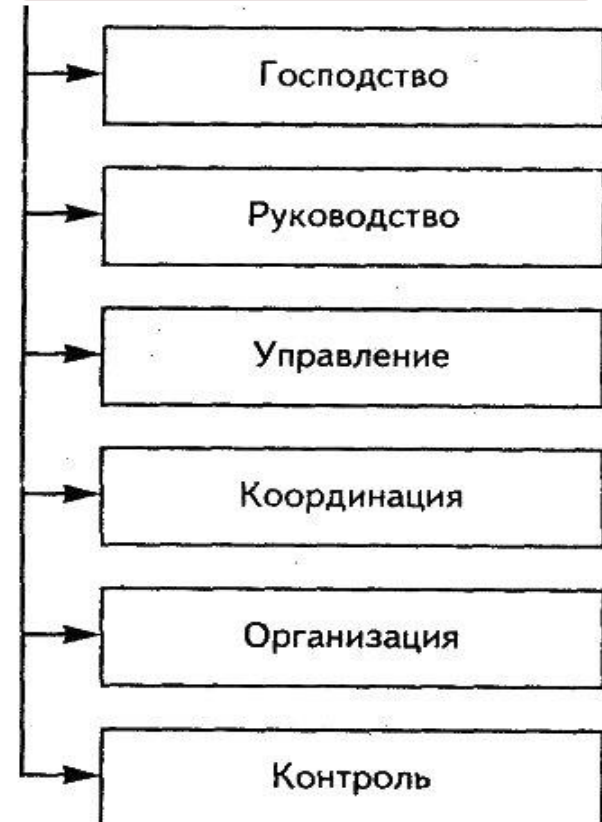 Господство
Руководство
Управление
Координация
Организация
Контроль